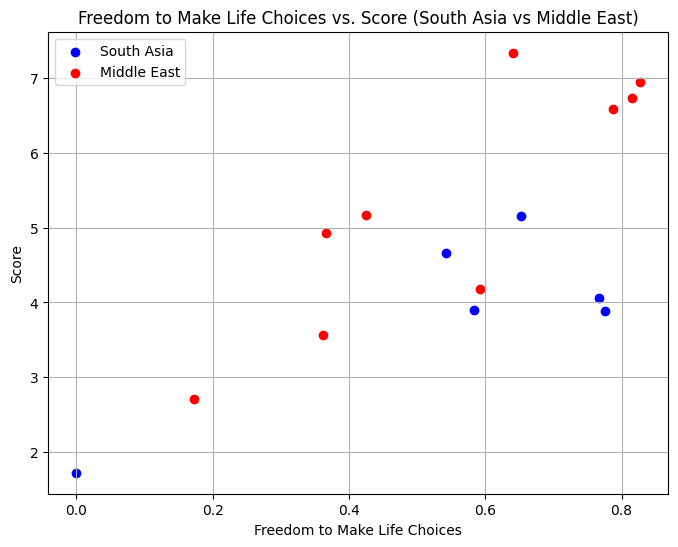 Freedom to Make Life Choices vs. Score (South Asia vs Middle East)
South Asia
Middle East
7
6
5
4
3
2
Score
0.0 0.2 0.4 0.6 0.8
Freedom to Make Life Choices